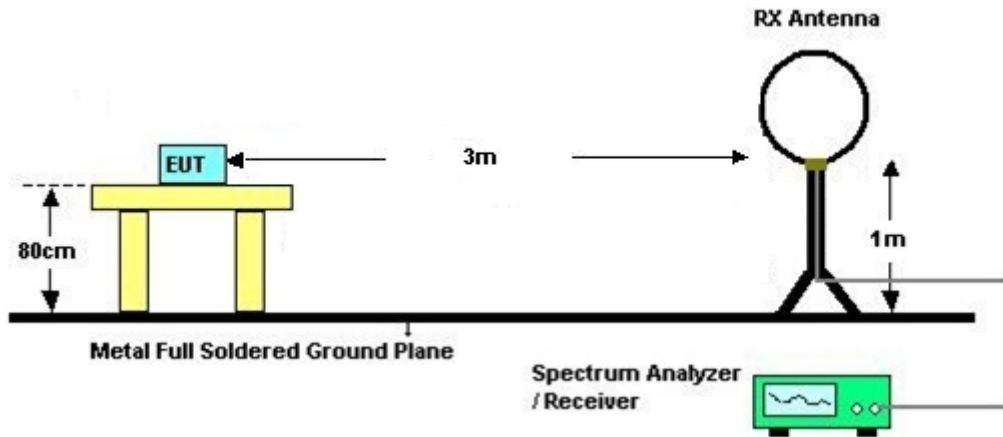 RX Antenna
EUT
3m
80cm
1m
Metal Full Soldered Ground Plane
Spectrum Analyzer
/ Receiver